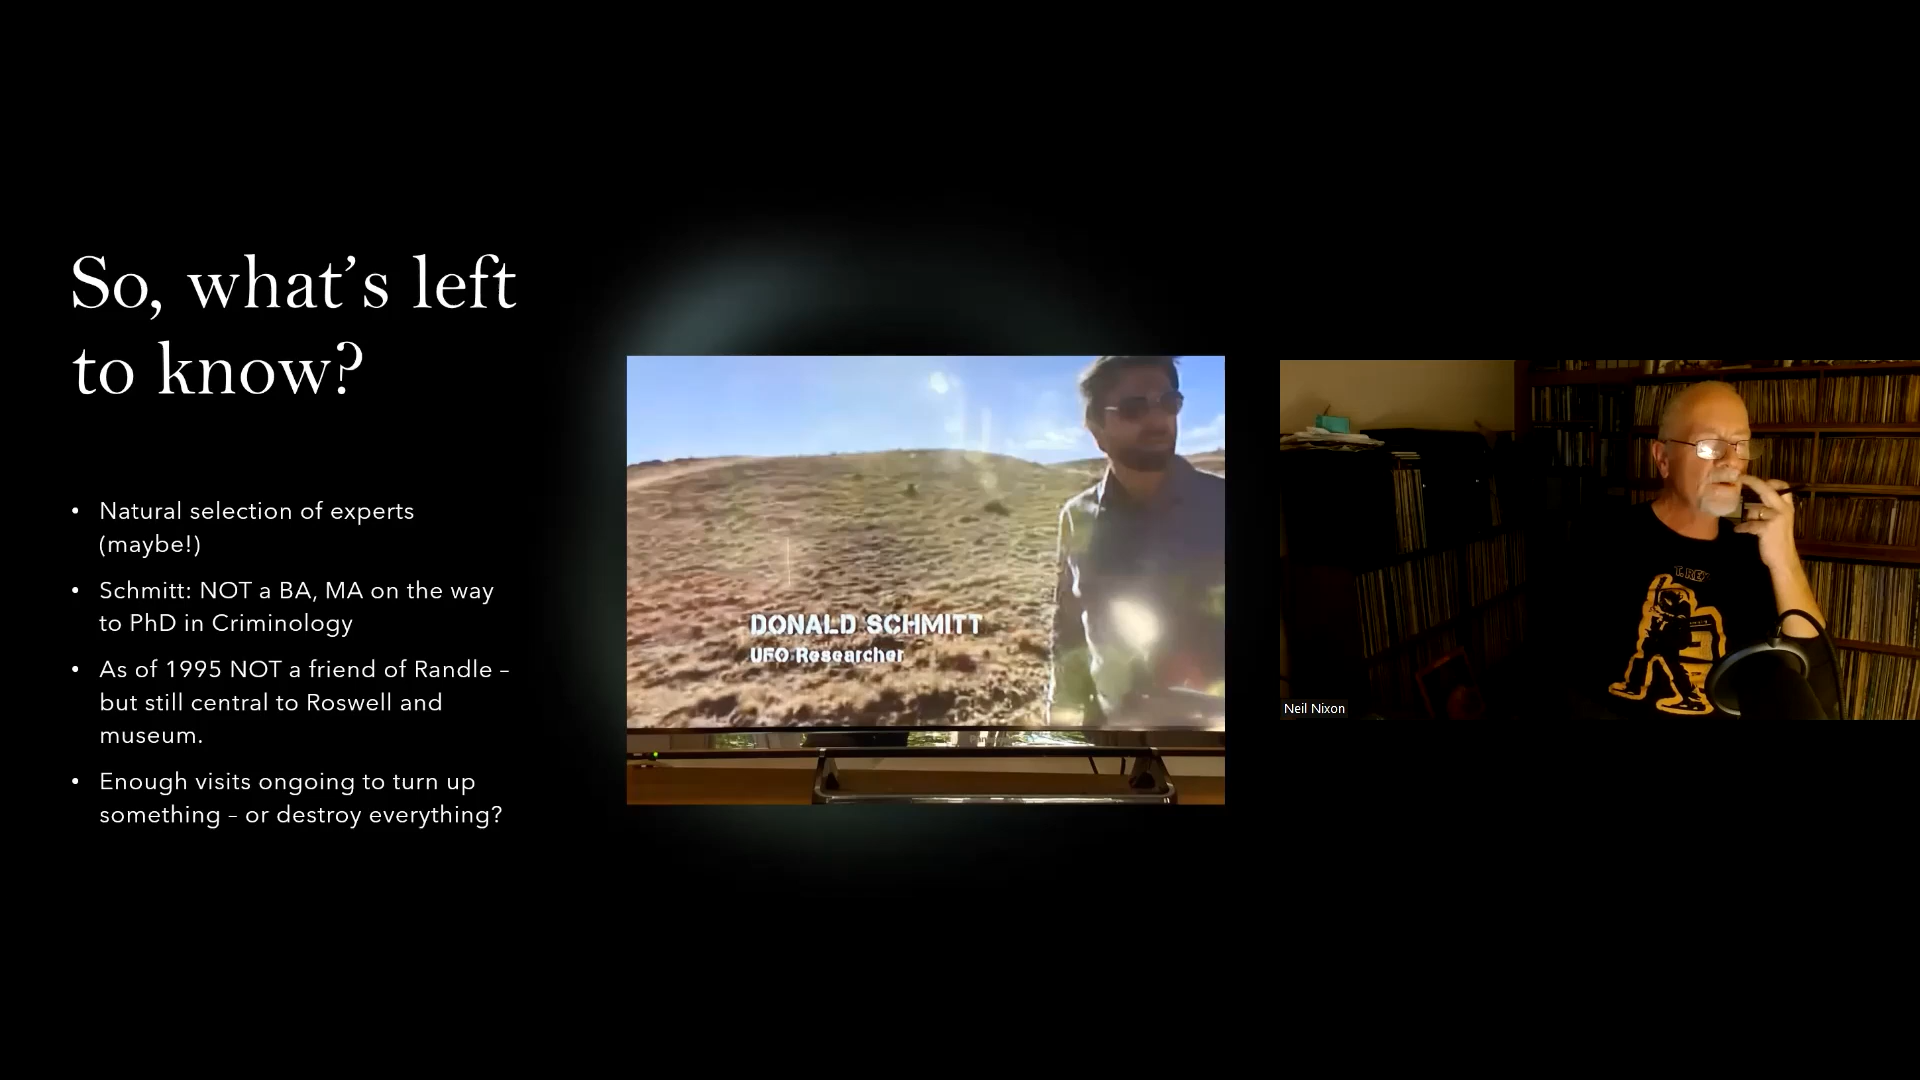 So, what's left
to know?
• Natural selection of experts
(maybe!)
• Schmitt: NOT a BA, MA on the way
to PhD in Criminology
• As of 1995 NOT a friend of Randle –
but still central to Roswell and
museum.
• Enough visits ongoing to turn up
something – or destroy everything?
DONALD SCHMITT
UFO Researcher
T. REX
Neil Nixon